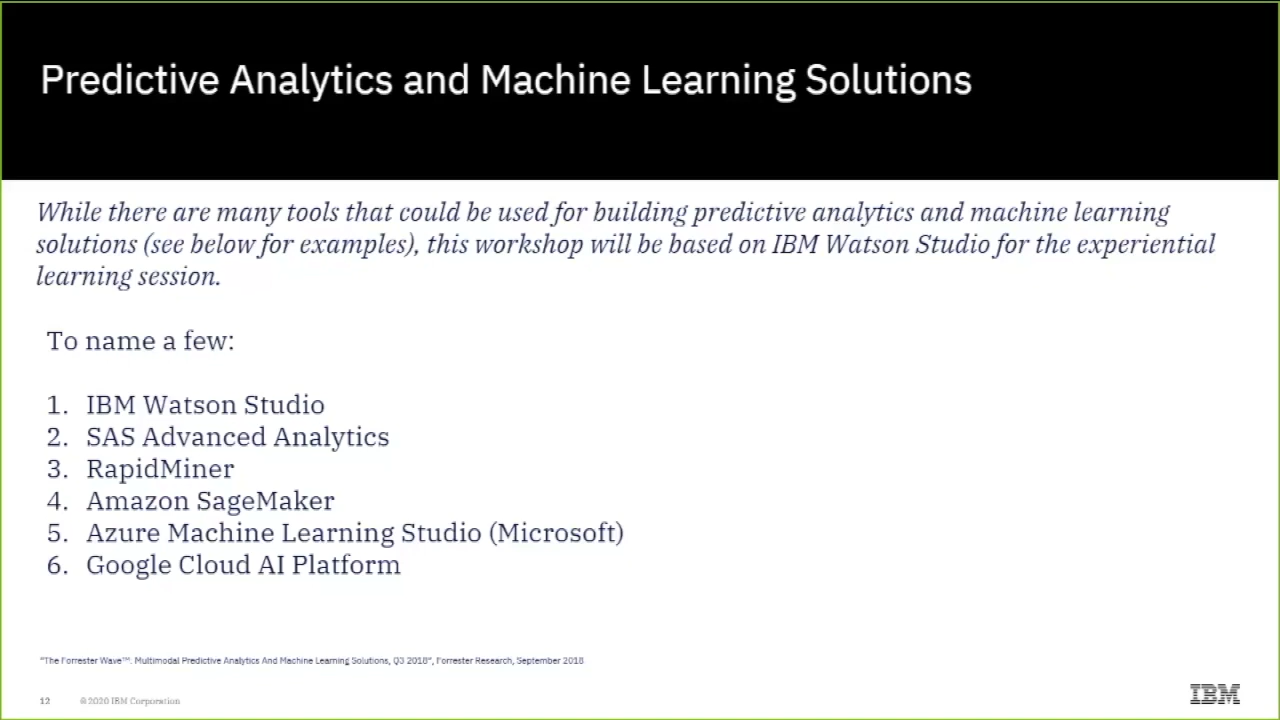 Predictive Analytics and Machine Learning Solutions
While there are many tools that could be used for building predictive analytics and machine learning
solutions (see below for examples), this workshop will be based on IBM Watson Studio for the experiential
learning session.
To name a few:
1. IBM Watson Studio
2. SAS Advanced Analytics
3. RapidMiner
4. Amazon SageMaker
5. Azure Machine Learning Studio (Microsoft)
6. Google Cloud AI Platform
"The Forrester Wave™: Multimodal Predictive Analytics And Machine Learning Solutions, Q3 2018", Forrester Research, September 2018
12 ©2020 IBM Corporation
IBM